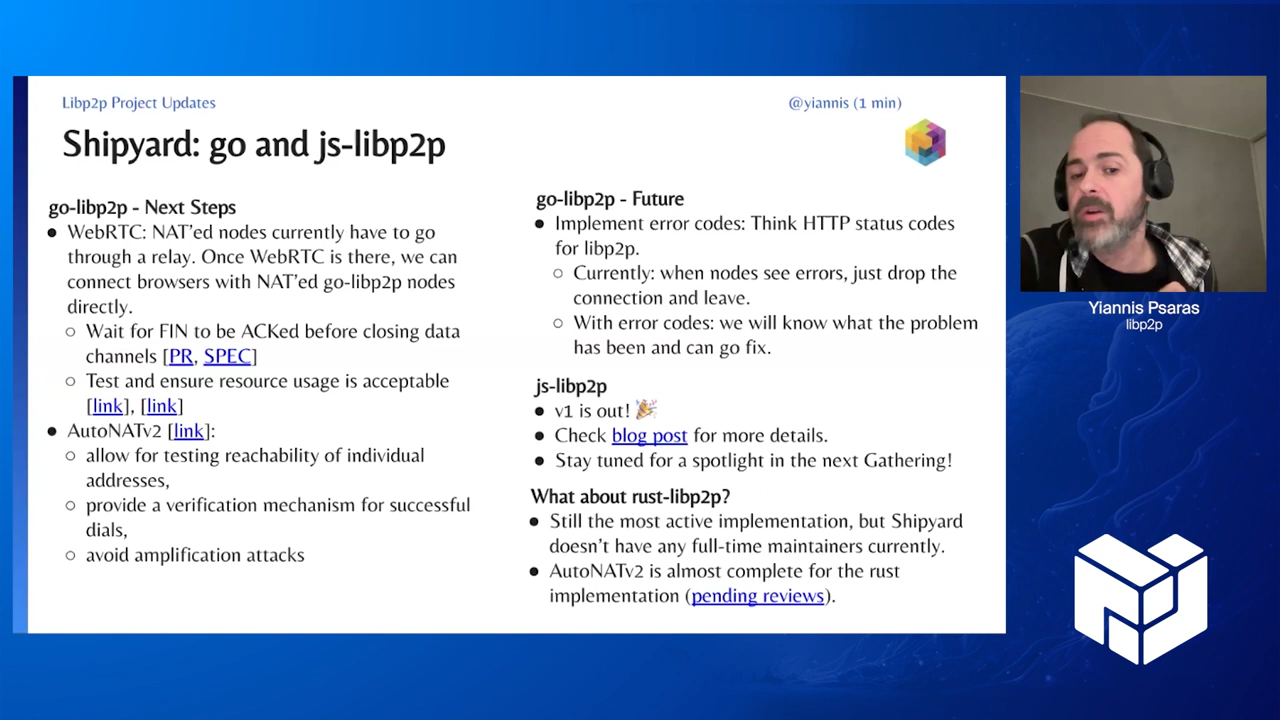 Libp2p Project Updates
@yiannis (1 min)
Shipyard: go and js-libp2p
go-libp2p - Next Steps
● WebRTC: NAT’ed nodes currently have to go
through a relay. Once WebRTC is there, we can
connect browsers with NAT’ed go-libp2p nodes
directly.
○ Wait for FIN to be ACKed before closing data
channels [PR, SPEC]
○ Test and ensure resource usage is acceptable
[link], [link]
● AutoNATv2 [link]:
○ allow for testing reachability of individual
addresses,
○ provide a verification mechanism for successful
dials,
○ avoid amplification attacks
go-libp2p - Future
● Implement error codes: Think HTTP status codes
for libp2p.
○ Currently: when nodes see errors, just drop the
connection and leave.
○ With error codes: we will know what the problem
has been and can go fix.
js-libp2p
● v1 is out! 🎉
● Check blog post for more details.
● Stay tuned for a spotlight in the next Gathering!
What about rust-libp2p?
● Still the most active implementation, but Shipyard
doesn’t have any full-time maintainers currently.
● AutoNATv2 is almost complete for the rust
implementation (pending reviews).
Yiannis Psaras
libp2p